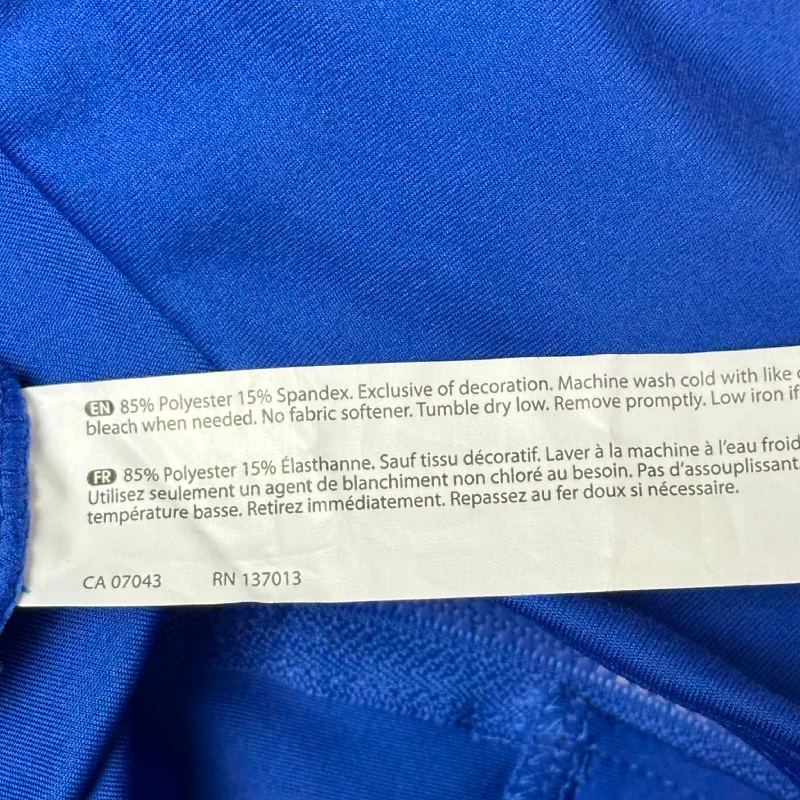 EN 85% Polyester 15% Spandex. Exclusive of decoration. Machine wash cold with like
bleach when needed. No fabric softener. Tumble dry low. Remove promptly. Low iron if
FR 85% Polyester 15% Élasthanne. Sauf tissu décoratif. Laver à la machine à l'eau froid
Utilisez seulement un agent de blanchiment non chloré au besoin. Pas d'assouplissant
température basse. Retirez immédiatement. Repassez au fer doux si nécessaire.
CA 07043 RN 137013